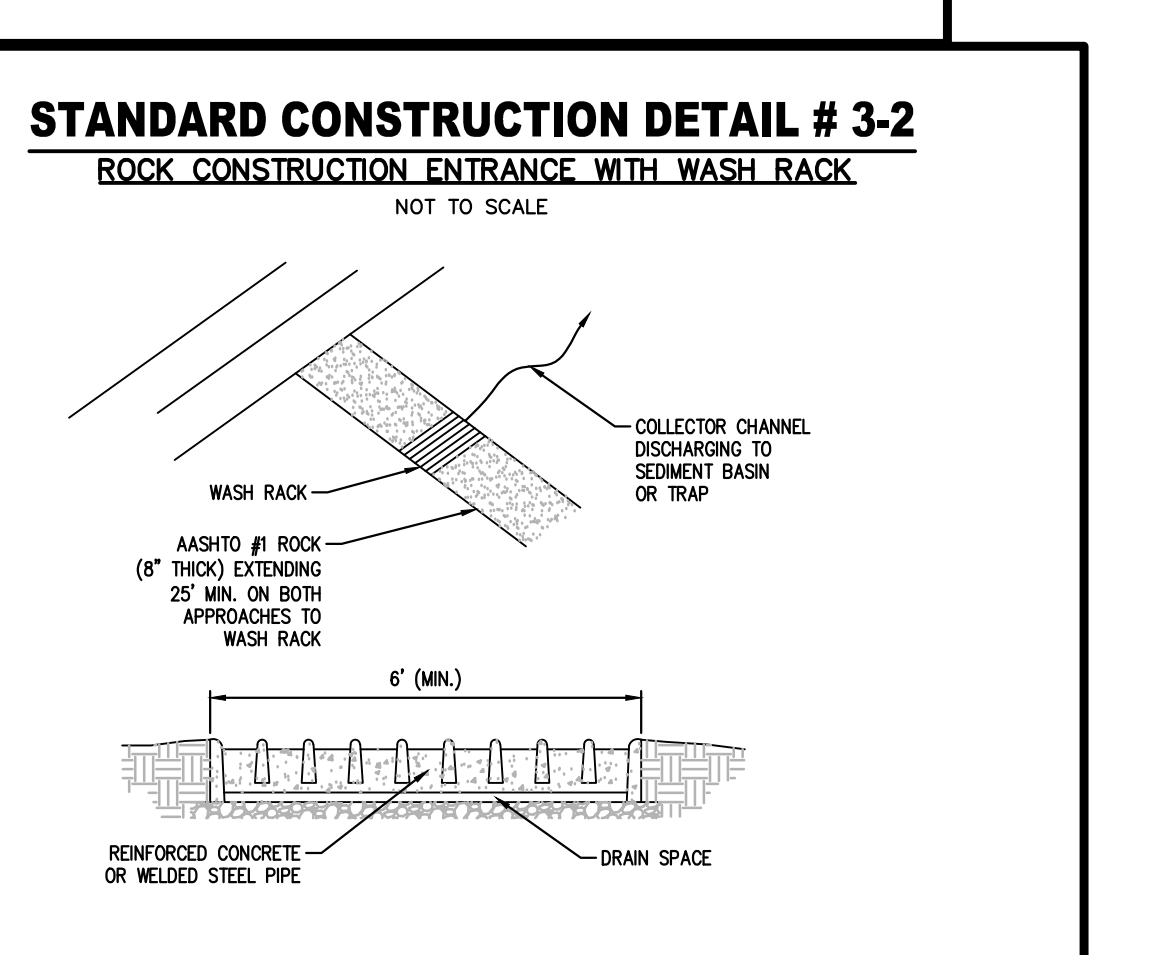 STANDARD CONSTRUCTION DETAIL # 3-2
ROCK CONSTRUCTION ENTRANCE WITH WASH RACK
NOT TO SCALE
COLLECTOR CHANNEL
DISCHARGING TO
SEDIMENT BASIN
OR TRAP
WASH RACK
AASHTO #1 ROCK
(8" THICK) EXTENDING
25' MIN. ON BOTH
APPROACHES TO
WASH RACK
6' (MIN.)
REINFORCED CONCRETE
OR WELDED STEEL PIPE
DRAIN SPACE